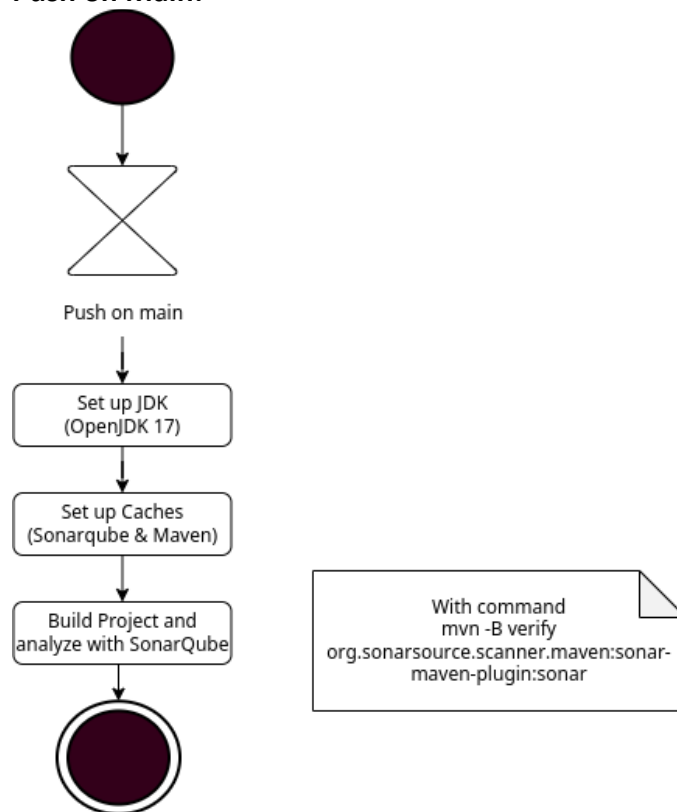 Push on main:
Push on main
Set up JDK
(OpenJDK 17)
Set up Caches
(Sonarqube & Maven)
Build Project and
analyze with SonarQube
With command
mvn -B verify
org.sonarsource.scanner.maven:sonar-
maven-plugin:sonar